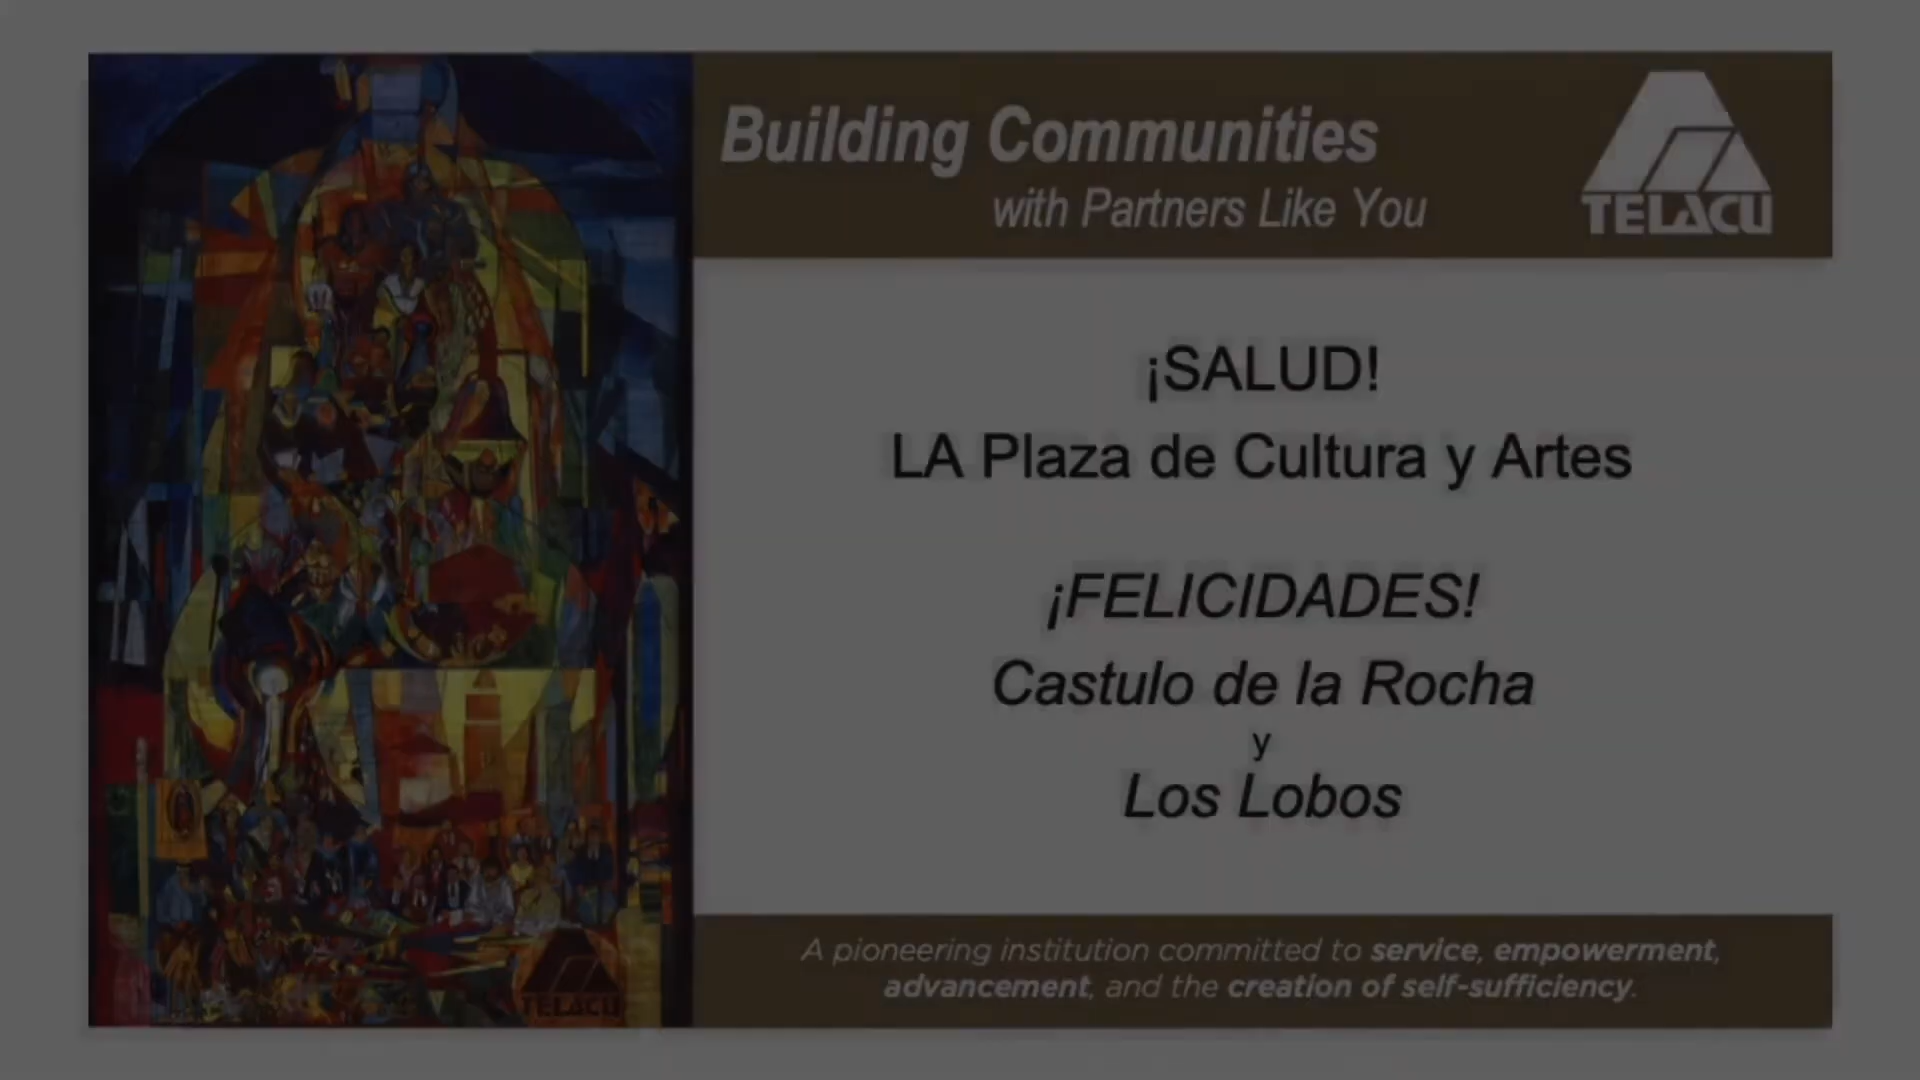 Building Communities
with Partners Like You
TELACU
¡SALUD!
LA Plaza de Cultura y Artes
¡FELICIDADES!
Castulo de la Rocha
y
Los Lobos
A pioneering institution committed to service, empowerment,
advancement, and the creation of self-sufficiency.
TELACU